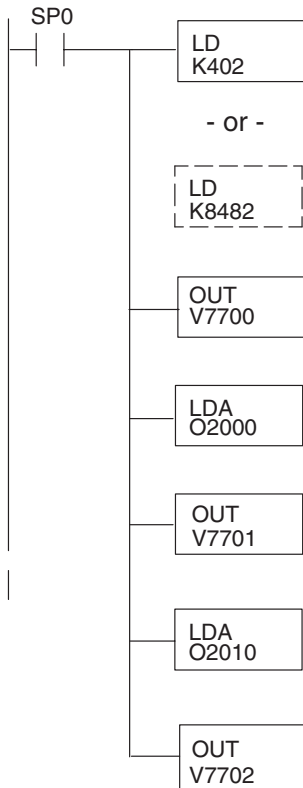 SP0
LD
K402
- or -
LD
K8482
OUT
V7700
LDA
O2000
OUT
V7701
LDA
O2010
OUT
V7702